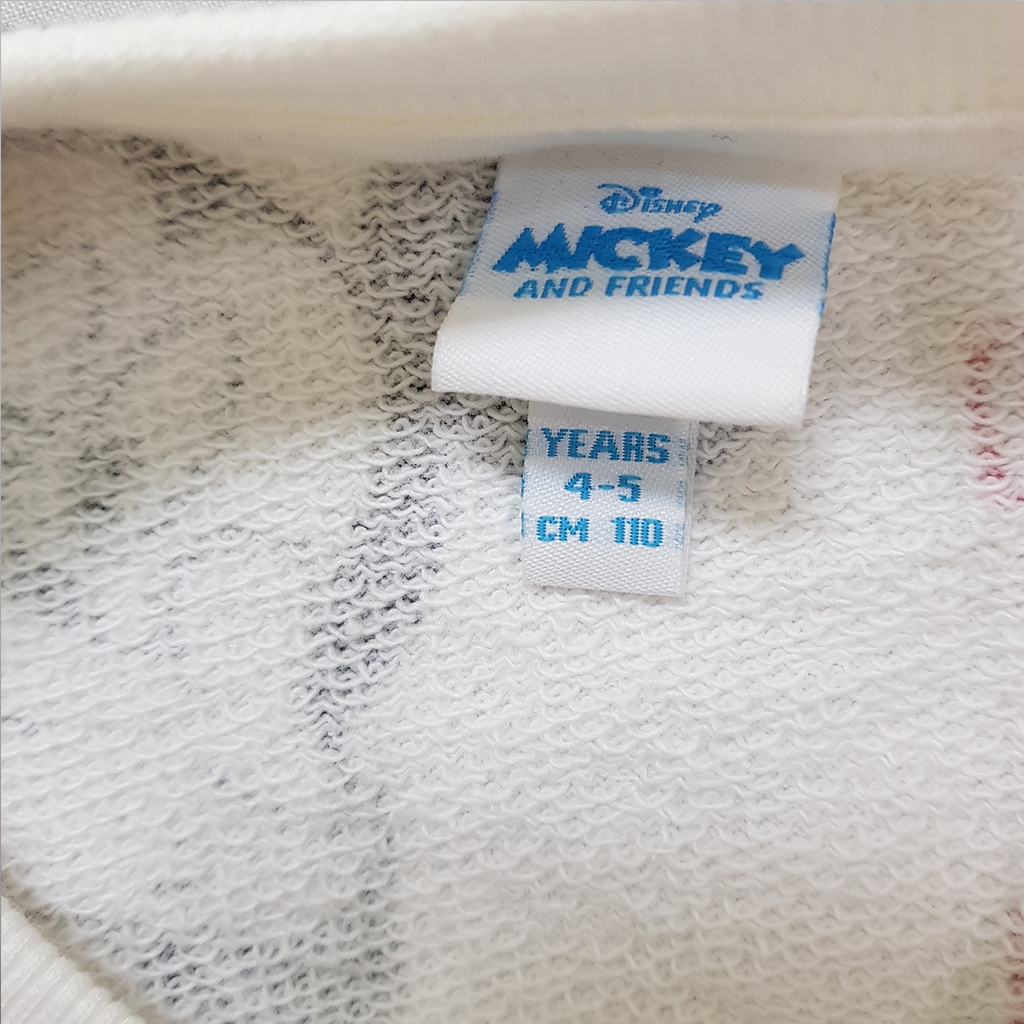 Disney
MICKEY
AND FRIENDS
YEARS
4-5
CM 110